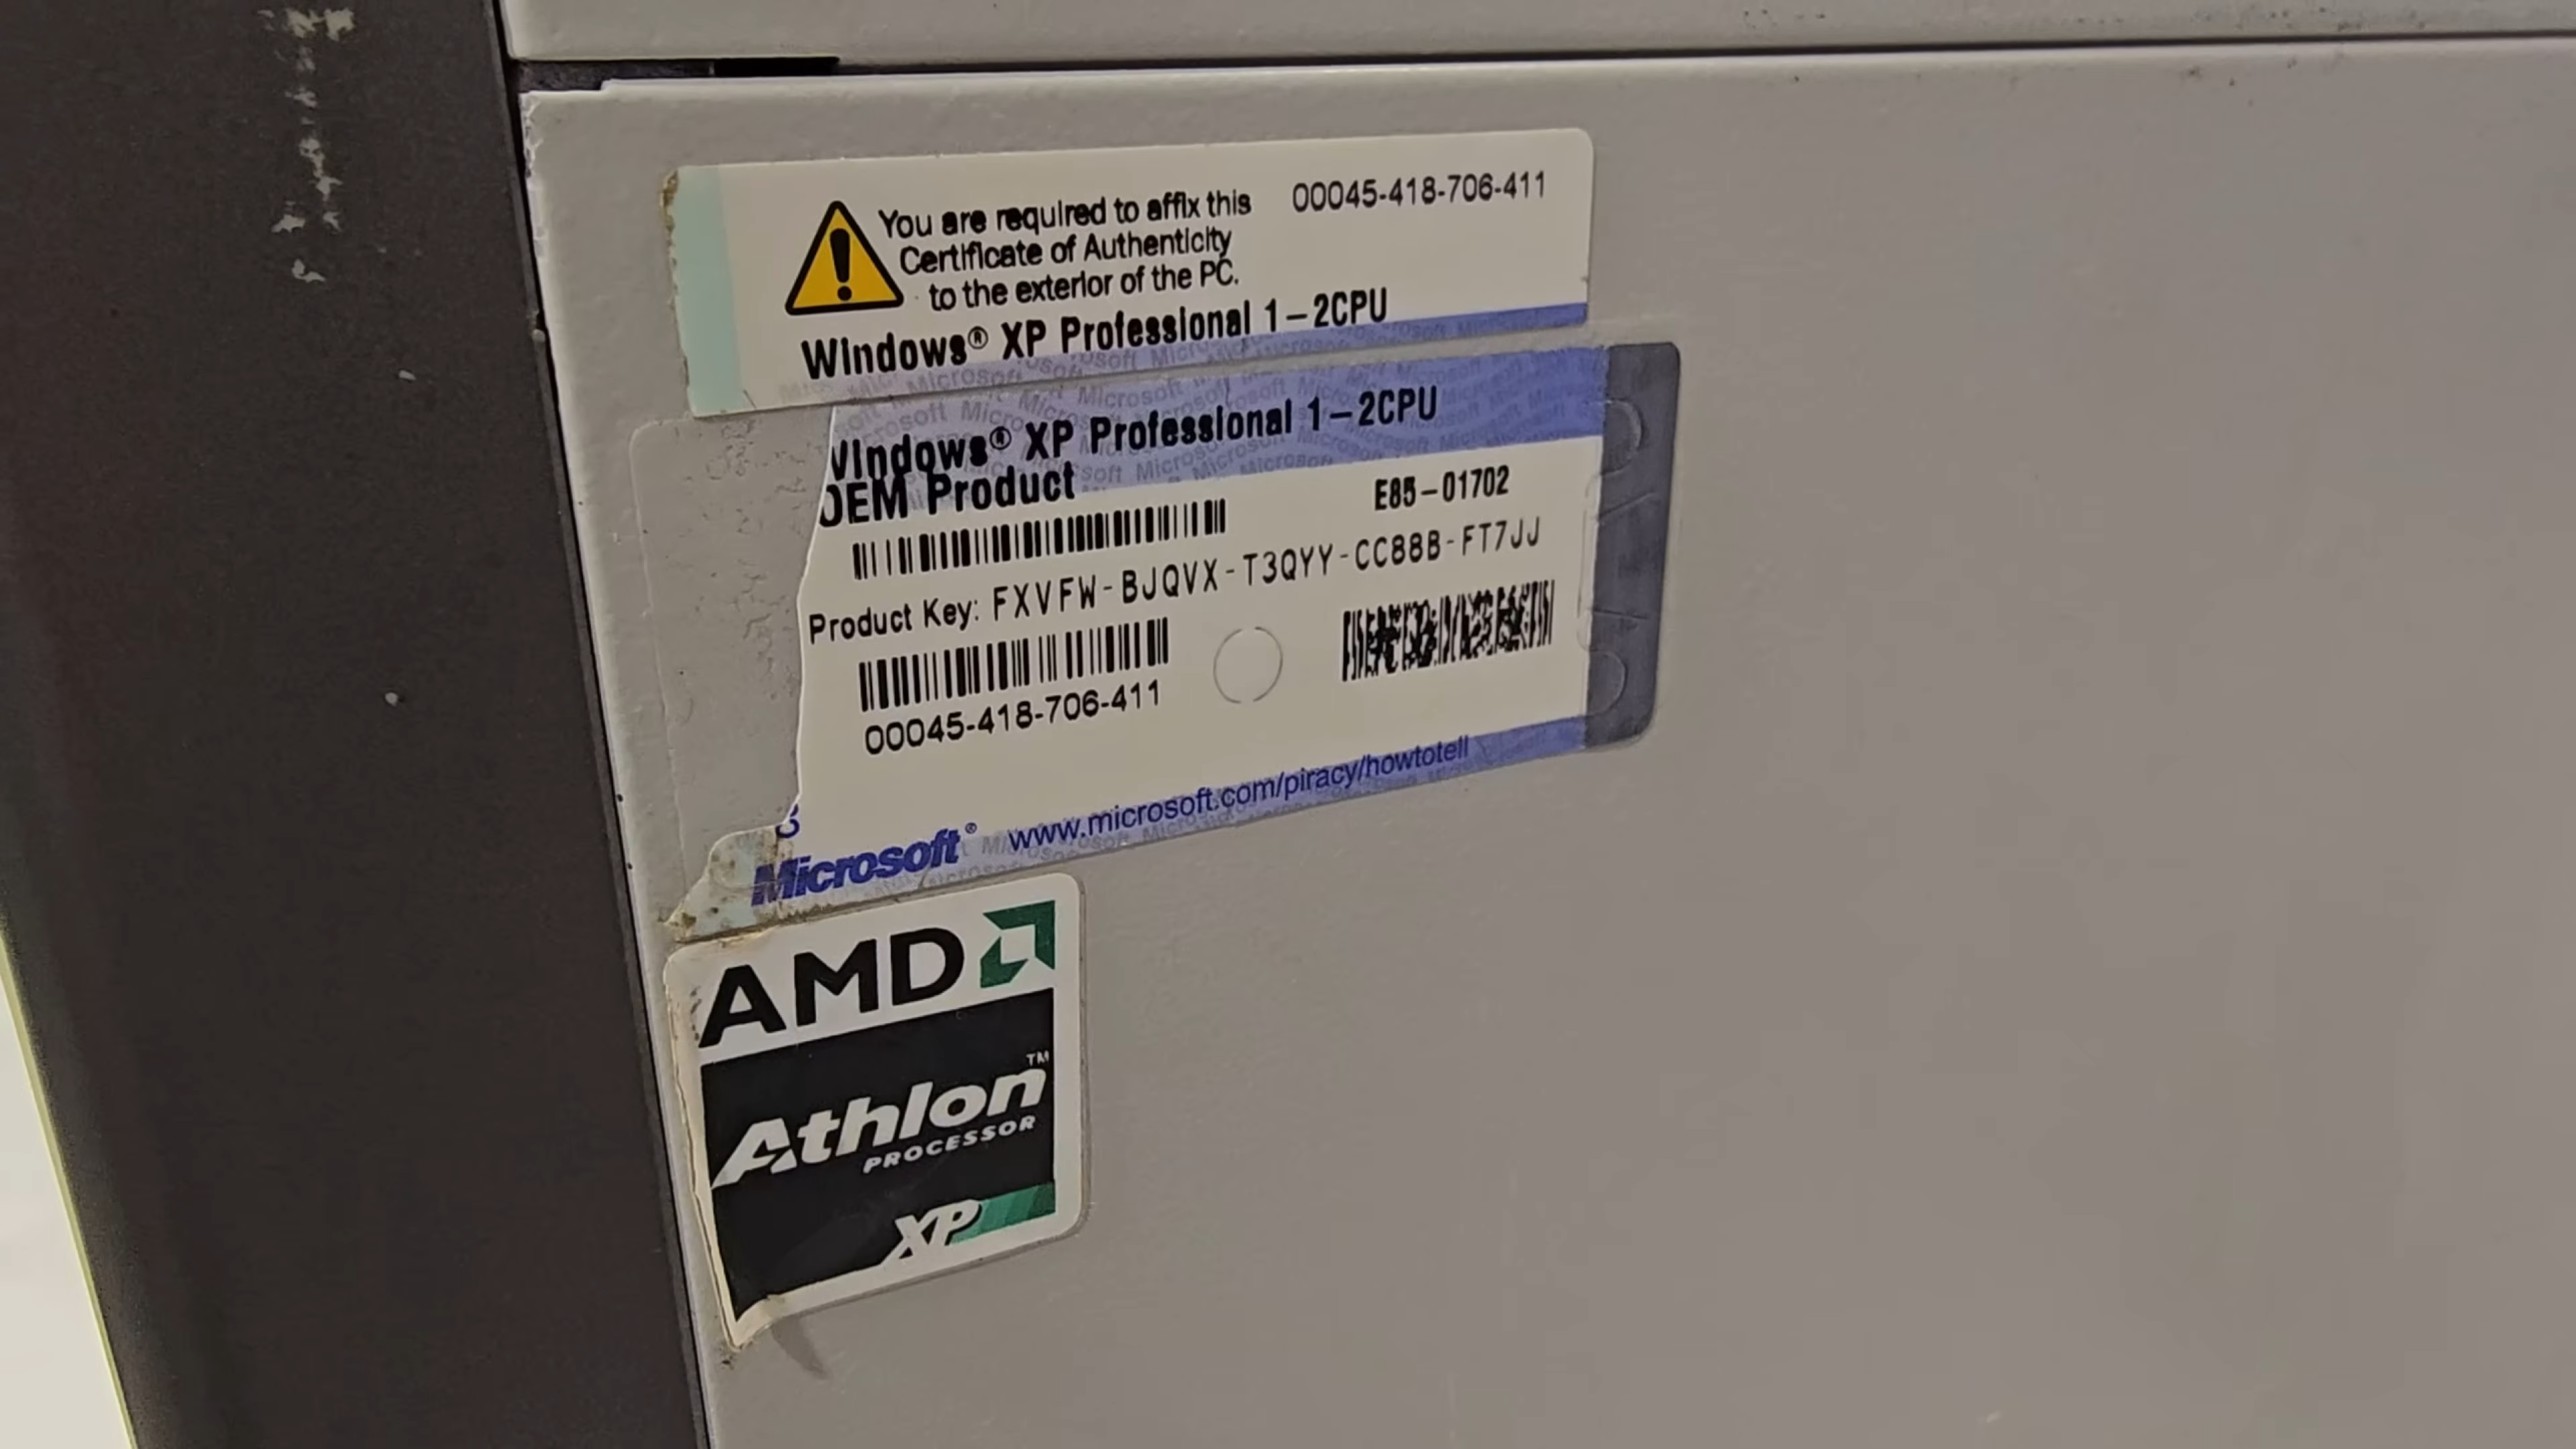 You are required to affix this 00045-418-706-411
Certificate of Authenticity
to the exterior of the PC.
Windows® XP Professional 1-2CPU
Windows® XP Professional 1-2CPU
OEM Product
E85-01702
Product Key: FXVFW-BJQVX-T3QYY-CC88B-FT7JJ
00045-418-706-411
Microsoft® www.microsoft.com/piracy/howtotell
AMD
Athlon™
PROCESSOR
XP